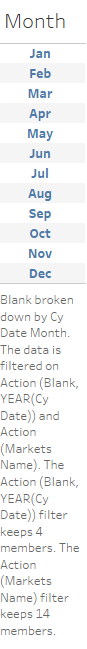 Month
Jan
Feb
Mar
Apr
May
Jun
Jul
Aug
Sep
Oct
Nov
Dec
Blank broken
down by Cy
Date Month.
The data is
filtered on
Action (Blank,
YEAR(Cy
Date)) and
Action
(Markets
Name). The
Action (Blank,
YEAR(Cy
Date)) filter
keeps 4
members. The
Action
(Markets
Name) filter
keeps 14
members.